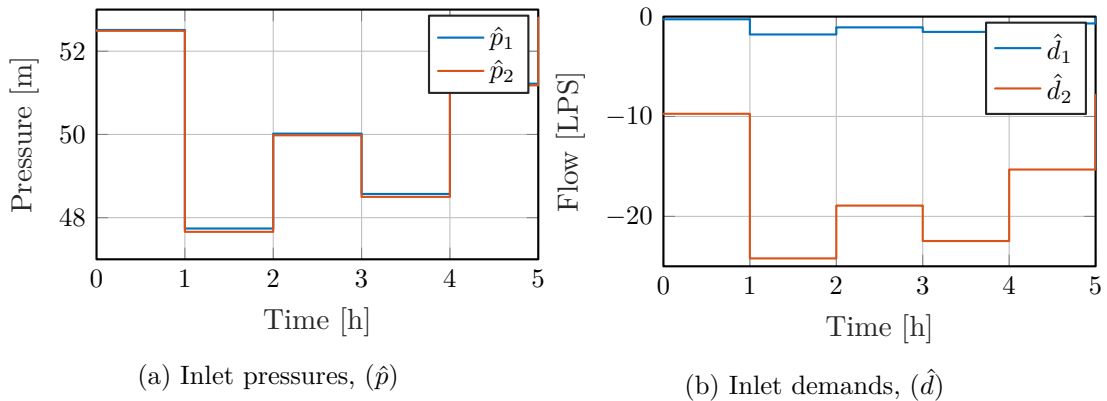 52
50
48
Pressure [m]
0 1 2 3 4 5
Time [h]
p̂₁
p̂₂
(a) Inlet pressures, (p̂)
0
−10
−20
Flow [LPS]
0 1 2 3 4 5
Time [h]
d̂₁
d̂₂
(b) Inlet demands, (d̂)